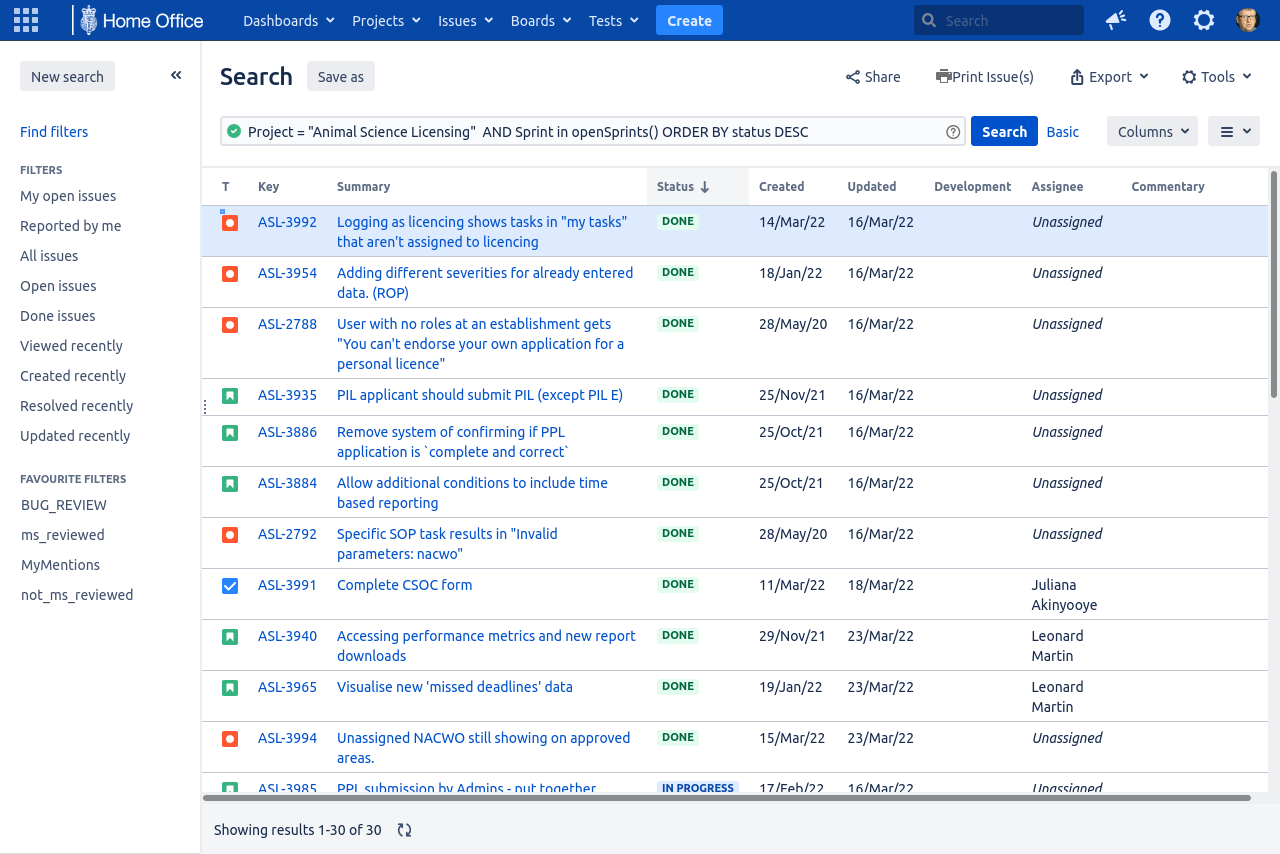 Home Office Dashboards Projects Issues Boards Tests Create Search
New search
Find filters
FILTERS
My open issues
Reported by me
All issues
Open issues
Done issues
Viewed recently
Created recently
Resolved recently
Updated recently
FAVOURITE FILTERS
BUG_REVIEW
ms_reviewed
MyMentions
not_ms_reviewed
Search Save as Share Print Issue(s) Export Tools
Project = "Animal Science Licensing" AND Sprint in openSprints() ORDER BY status DESC Search Basic Columns
T Key Summary Status Created Updated Development Assignee Commentary
ASL-3992 Logging as licencing shows tasks in "my tasks" DONE 14/Mar/22 16/Mar/22 Unassigned
that aren't assigned to licencing
ASL-3954 Adding different severities for already entered DONE 18/Jan/22 16/Mar/22 Unassigned
data. (ROP)
ASL-2788 User with no roles at an establishment gets DONE 28/May/20 16/Mar/22 Unassigned
"You can't endorse your own application for a
personal licence"
ASL-3935 PIL applicant should submit PIL (except PIL E) DONE 25/Nov/21 16/Mar/22 Unassigned
ASL-3886 Remove system of confirming if PPL DONE 25/Oct/21 16/Mar/22 Unassigned
application is `complete and correct`
ASL-3884 Allow additional conditions to include time DONE 25/Oct/21 16/Mar/22 Unassigned
based reporting
ASL-2792 Specific SOP task results in "Invalid DONE 28/May/20 16/Mar/22 Unassigned
parameters: nacwo"
ASL-3991 Complete CSOC form DONE 11/Mar/22 18/Mar/22 Juliana
Akinyooye
ASL-3940 Accessing performance metrics and new report DONE 29/Nov/21 23/Mar/22 Leonard
downloads Martin
ASL-3965 Visualise new 'missed deadlines' data DONE 19/Jan/22 23/Mar/22 Leonard
Martin
ASL-3994 Unassigned NACWO still showing on approved DONE 15/Mar/22 23/Mar/22 Unassigned
areas.
ASL-3985 PPL submission by Admins - put together IN PROGRESS 17/Feb/22 16/Mar/22 Unassigned
Showing results 1-30 of 30